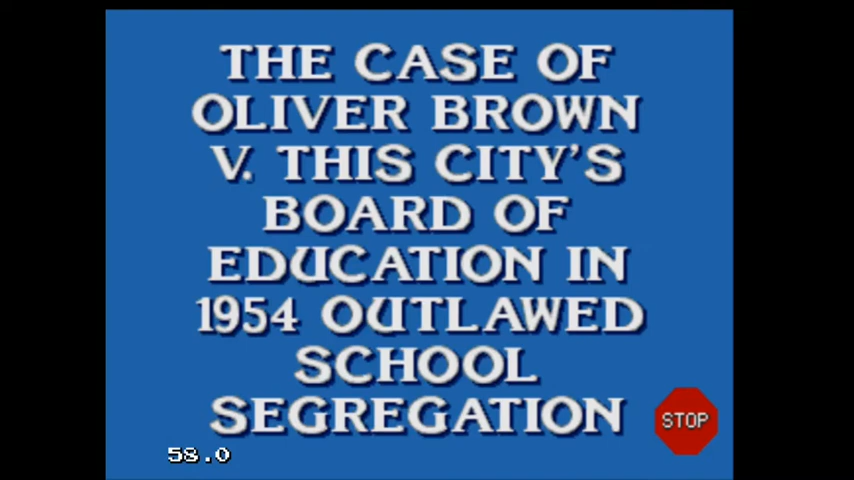 THE CASE OF
OLIVER BROWN
V. THIS CITY'S
BOARD OF
EDUCATION IN
1954 OUTLAWED
SCHOOL
SEGREGATION
STOP
58.0